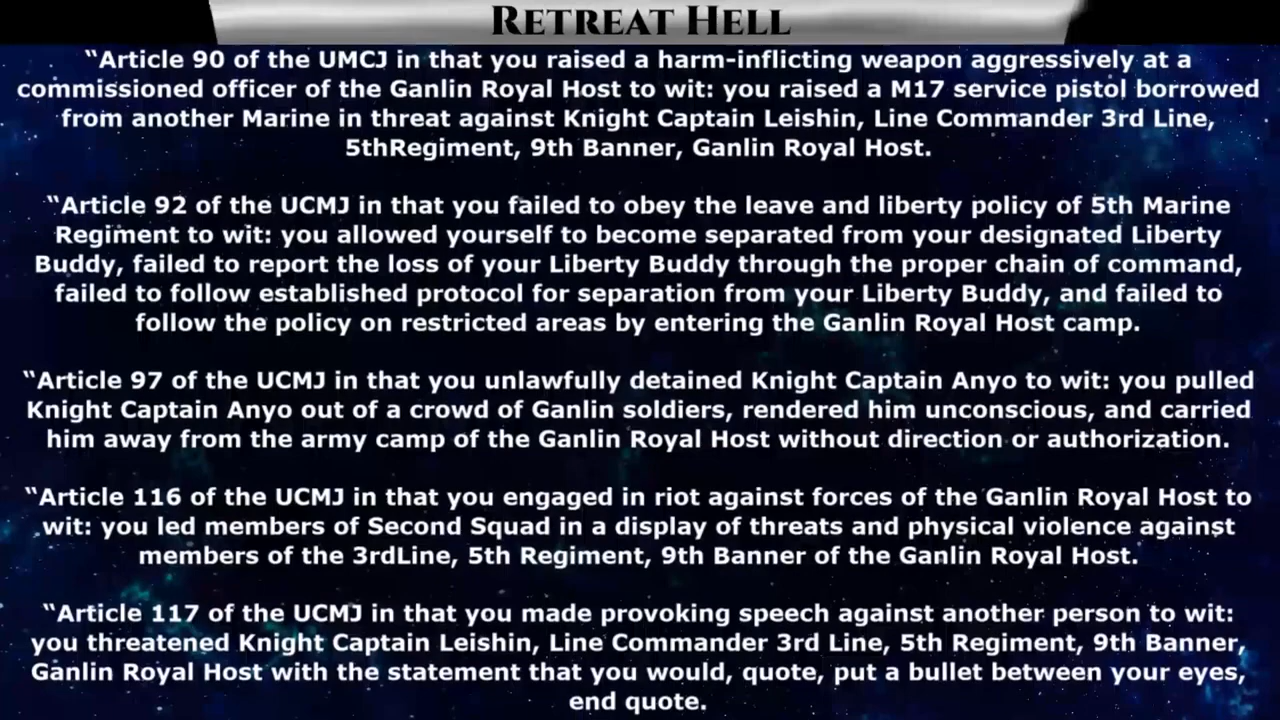 RETREAT HELL
“Article 90 of the UMCJ in that you raised a harm-inflicting weapon aggressively at a
commissioned officer of the Ganlin Royal Host to wit: you raised a M17 service pistol borrowed
from another Marine in threat against Knight Captain Leishin, Line Commander 3rd Line,
5thRegiment, 9th Banner, Ganlin Royal Host.
“Article 92 of the UCMJ in that you failed to obey the leave and liberty policy of 5th Marine
Regiment to wit: you allowed yourself to become separated from your designated Liberty
Buddy, failed to report the loss of your Liberty Buddy through the proper chain of command,
failed to follow established protocol for separation from your Liberty Buddy, and failed to
follow the policy on restricted areas by entering the Ganlin Royal Host camp.
“Article 97 of the UCMJ in that you unlawfully detained Knight Captain Anyo to wit: you pulled
Knight Captain Anyo out of a crowd of Ganlin soldiers, rendered him unconscious, and carried
him away from the army camp of the Ganlin Royal Host without direction or authorization.
“Article 116 of the UCMJ in that you engaged in riot against forces of the Ganlin Royal Host to
wit: you led members of Second Squad in a display of threats and physical violence against
members of the 3rdLine, 5th Regiment, 9th Banner of the Ganlin Royal Host.
“Article 117 of the UCMJ in that you made provoking speech against another person to wit:
you threatened Knight Captain Leishin, Line Commander 3rd Line, 5th Regiment, 9th Banner,
Ganlin Royal Host with the statement that you would, quote, put a bullet between your eyes,
end quote.